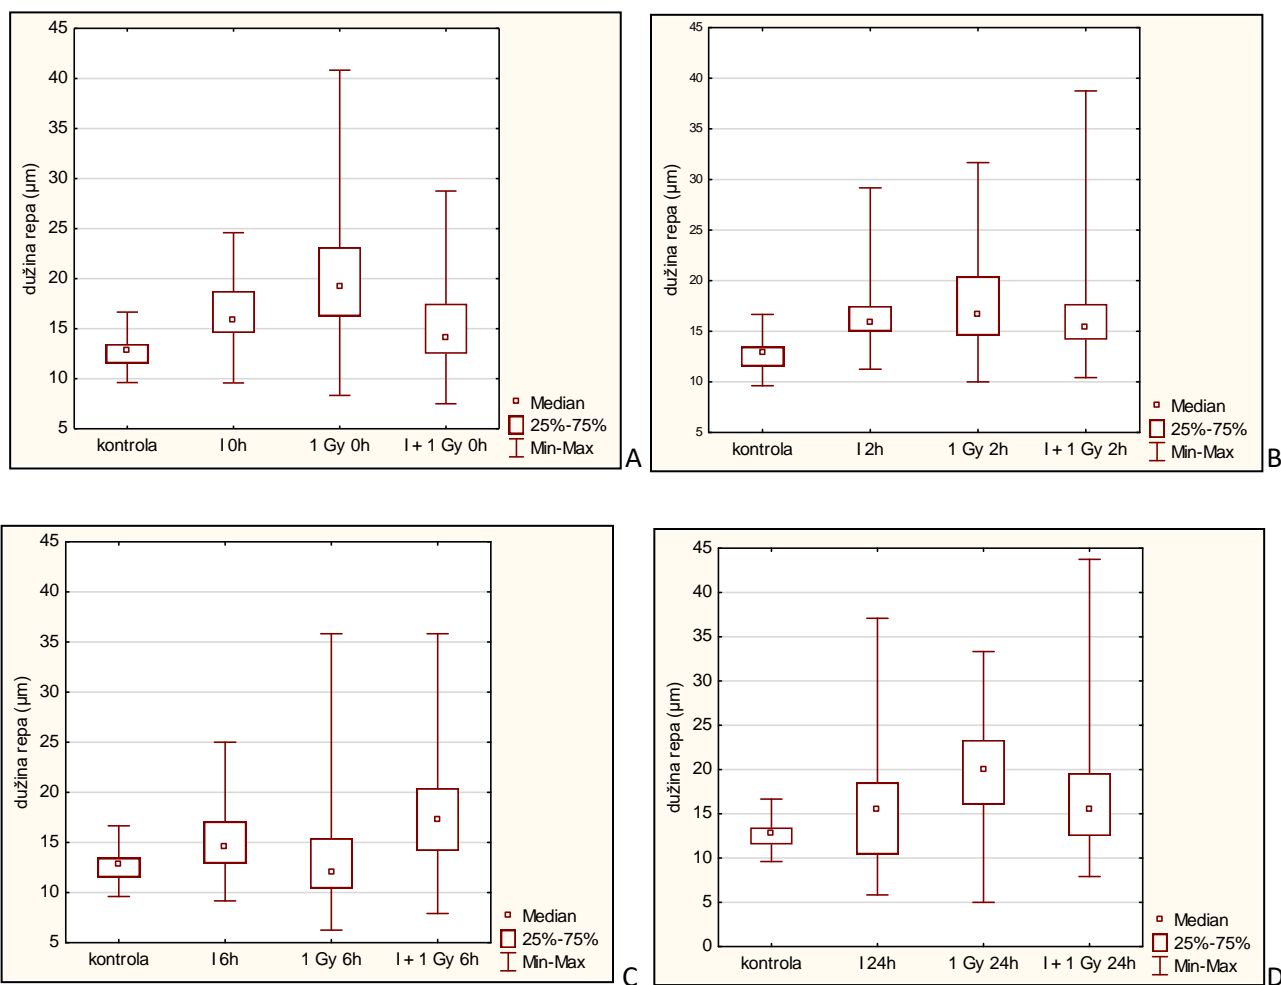 45
40
35
30
25
20
15
10
5
dužina repa (µm)
kontrola I 0h 1 Gy 0h I + 1 Gy 0h
Median
25%-75%
Min-Max
A
45
40
35
30
25
20
15
10
5
dužina repa (µm)
kontrola I 2h 1 Gy 2h I + 1 Gy 2h
Median
25%-75%
Min-Max
B
45
40
35
30
25
20
15
10
5
dužina repa (µm)
kontrola I 6h 1 Gy 6h I + 1 Gy 6h
Median
25%-75%
Min-Max
C
45
40
35
30
25
20
15
10
5
0
dužina repa (µm)
kontrola I 24h 1 Gy 24h I + 1 Gy 24h
Median
25%-75%
Min-Max
D